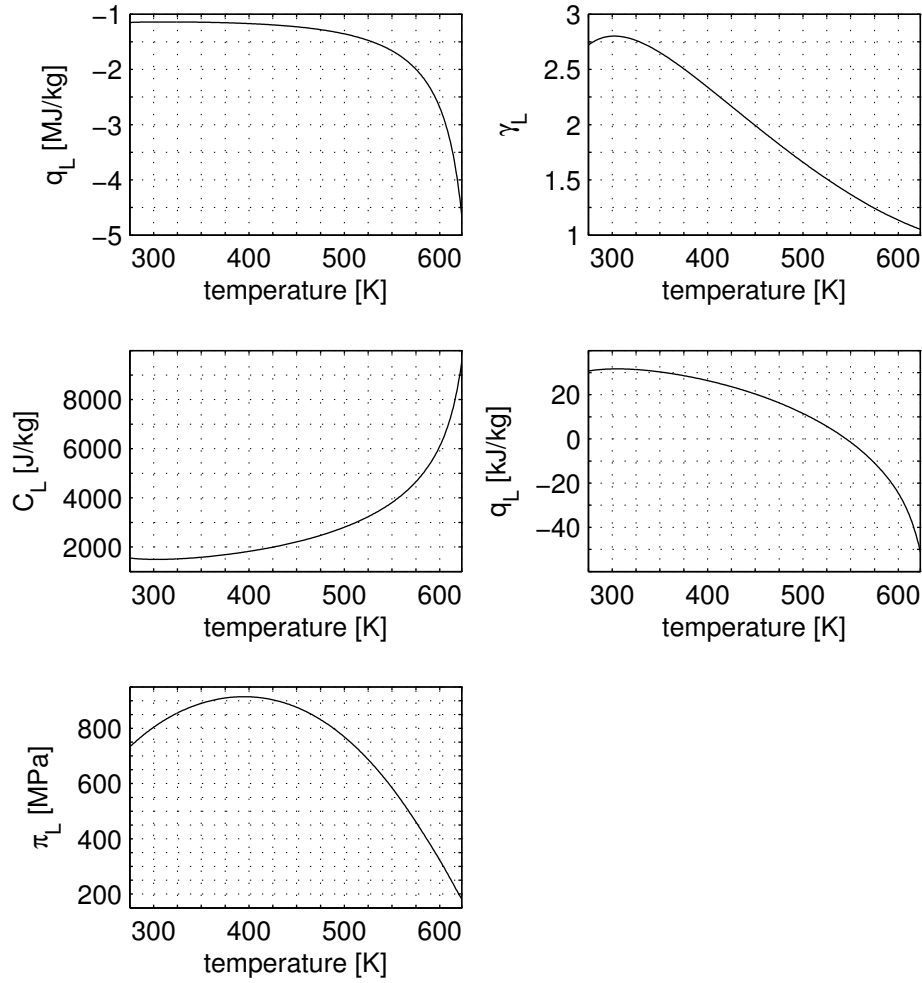 −1
−2
−3
−4
−5
300 400 500 600
temperature [K]
q_L [MJ/kg]
3
2.5
2
1.5
1
300 400 500 600
temperature [K]
γ_L
8000
6000
4000
2000
300 400 500 600
temperature [K]
C_L [J/kg]
20
0
−20
−40
300 400 500 600
temperature [K]
q_L [kJ/kg]
800
600
400
200
300 400 500 600
temperature [K]
π_L [MPa]